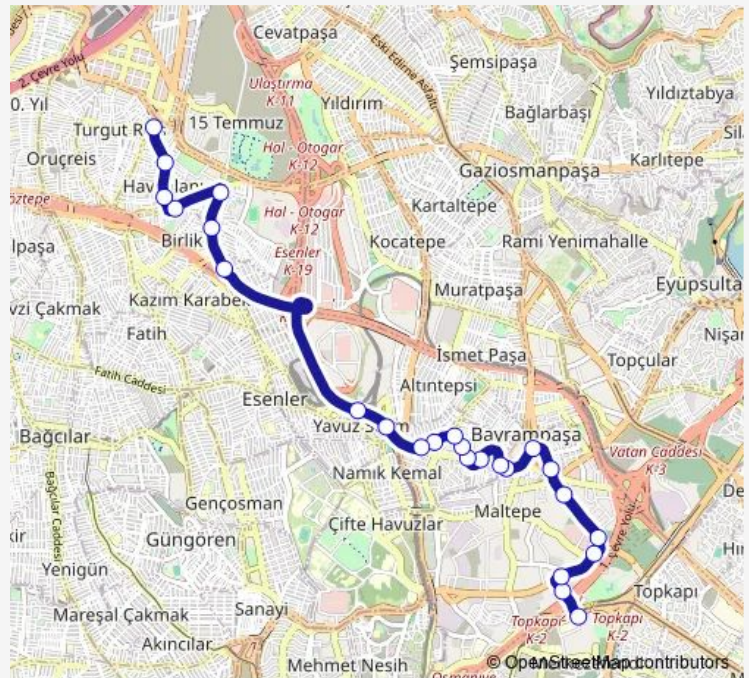 Cevatpaşa
Eski Edirne Asfaltı
Şemsipaşa
2. Çevre Yolu
Ulaştırma
K-11
Yıldırım
Yıldıztabya
0. Yıl
Bağlarbaşı
15 Temmuz
Turgut R
Hal - Otogar
K-12
Karlıtepe
Oruçreis
Gaziosmanpaşa
Kartaltepe
Hal - Otogar
K-12
Birlik
Kocatepe
Rami Yenimahalle
Esenler
K-19
Eyüpsulta
Muratpaşa
Kazım Karabek
vzi Çakmak
Fatih
İsmet Paşa
Topçular
Fatih Caddesi
Altıntepsi
Esenler
Bağcılar
Bayrampaşa
Vatan Caddesi
K-3
Namık Kemal
Bağcılar Caddesi
Gençosman
Maltepe
Çifte Havuzlar
Güngören
1. Çevre Yolu
Yenigün
Topkapı
Sanayi
Mareşal Çakmak
Topkapı
K-2
Topkapı
K-2
Akıncılar
Mehmet Nesih
© OpenStreetMap contributors